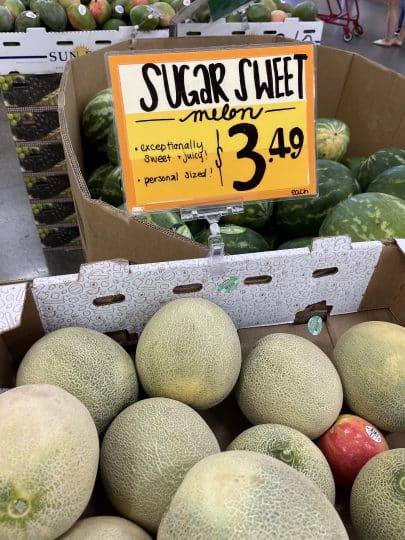 SUN
SUGAR SWEET
melon
• exceptionally
sweet + juicy!
• personal sized!
$3.49
each